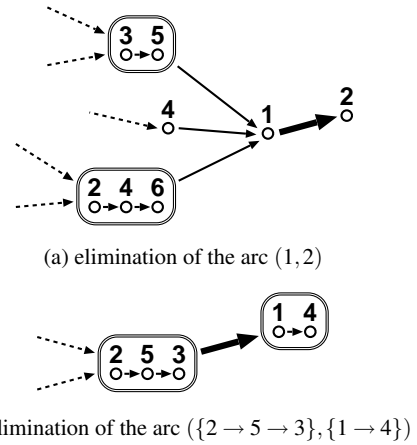 3 5
4
1
2
2 4 6
(a) elimination of the arc (1,2)
1 4
2 5 3
limination of the arc ({2 → 5 → 3},{1 → 4})